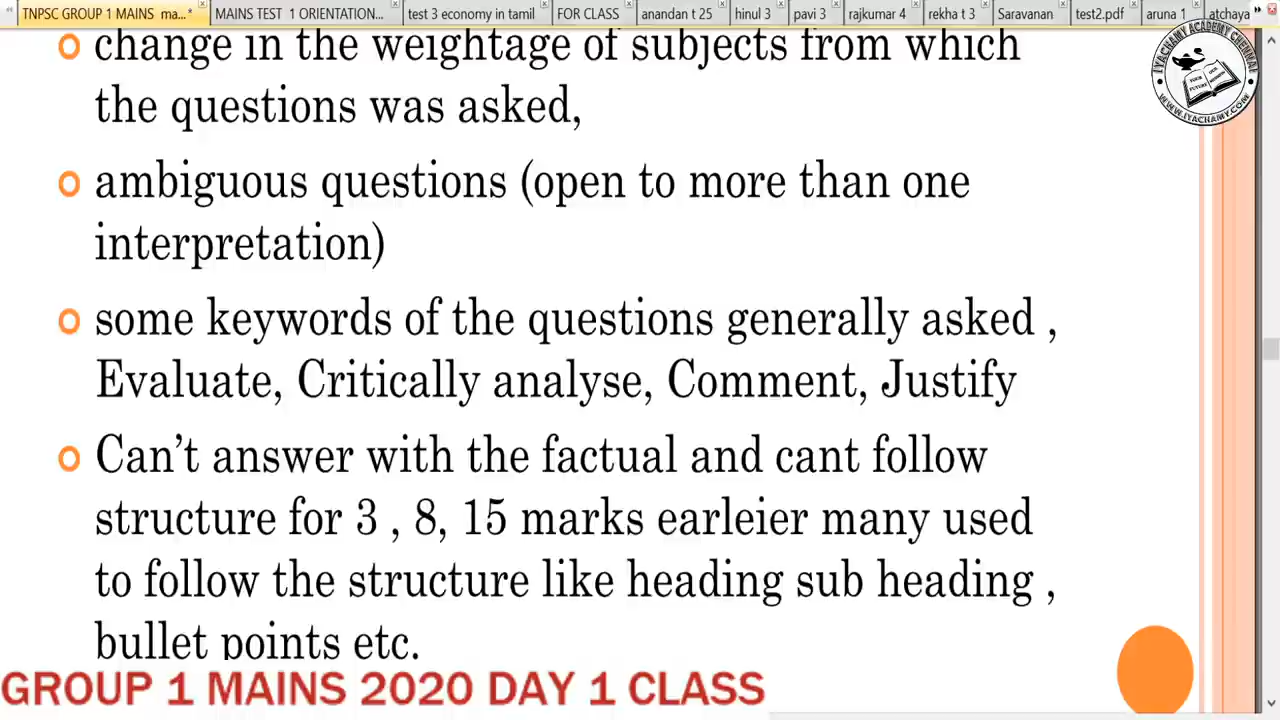 TNPSC GROUP 1 MAINS ma...* MAINS TEST 1 ORIENTATION... test 3 economy in tamil FOR CLASS anandan t 25 hinul 3 pavi 3 rajkumar 4 rekha t 3 Saravanan test2.pdf aruna 1 atchaya
IYACHAMY ACADEMY CHENNAI
YOUR FUTURE
WWW.IYACHAMY.COM
change in the weightage of subjects from which
the questions was asked,
ambiguous questions (open to more than one
interpretation)
some keywords of the questions generally asked ,
Evaluate, Critically analyse, Comment, Justify
Can't answer with the factual and cant follow
structure for 3 , 8, 15 marks earleier many used
to follow the structure like heading sub heading ,
bullet points etc.
GROUP 1 MAINS 2020 DAY 1 CLASS